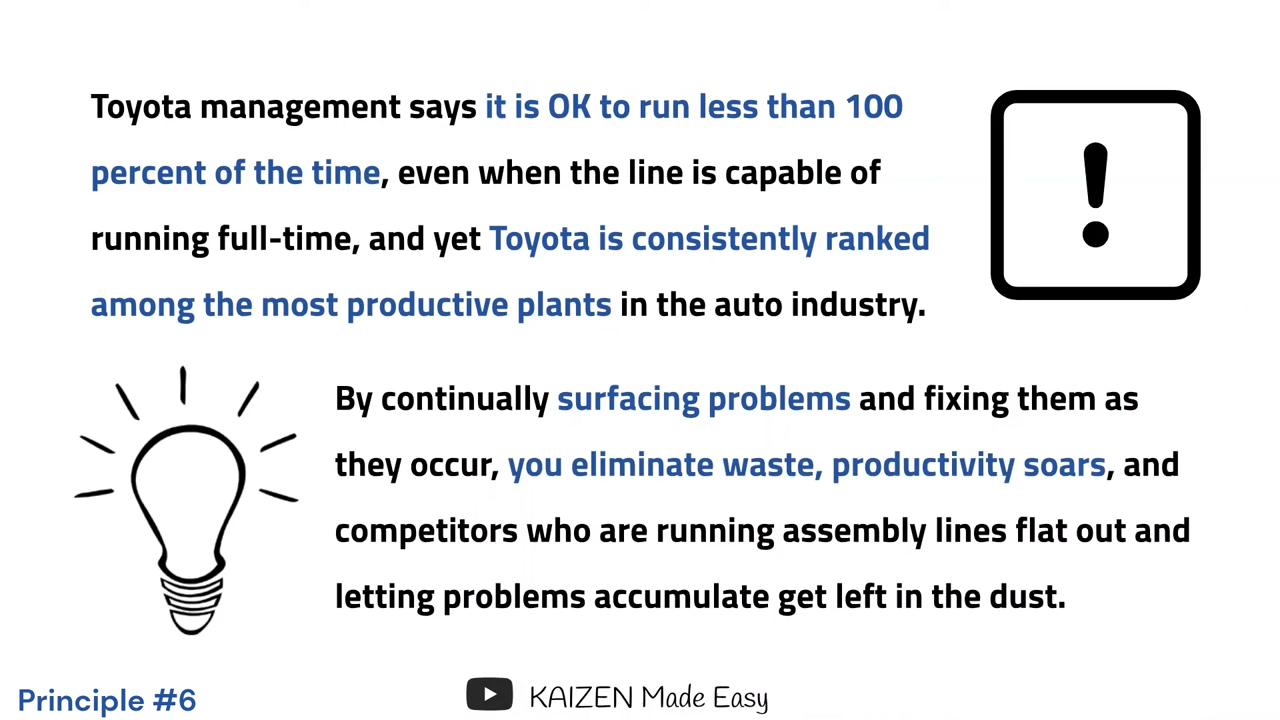 Toyota management says it is OK to run less than 100
percent of the time, even when the line is capable of
running full-time, and yet Toyota is consistently ranked
among the most productive plants in the auto industry.
!
By continually surfacing problems and fixing them as
they occur, you eliminate waste, productivity soars, and
competitors who are running assembly lines flat out and
letting problems accumulate get left in the dust.
Principle #6
KAIZEN Made Easy